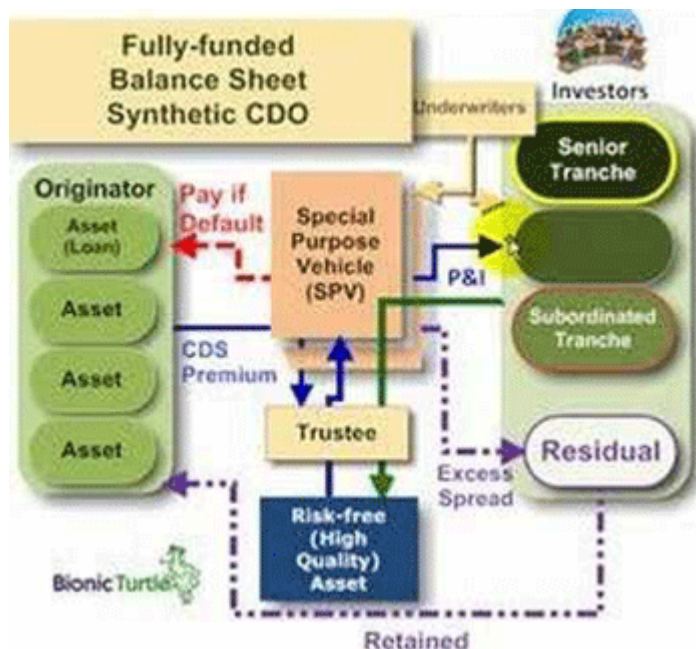 Fully-funded
Balance Sheet
Synthetic CDO
Underwriters
Investors
Originator
Asset
(Loan)
Asset
Asset
Asset
Pay if
Default
CDS
Premium
Special
Purpose
Vehicle
(SPV)
P&I
Senior
Tranche
Subordinated
Tranche
Residual
Trustee
Excess
Spread
Risk-free
(High
Quality)
Asset
BionicTurtle
Retained